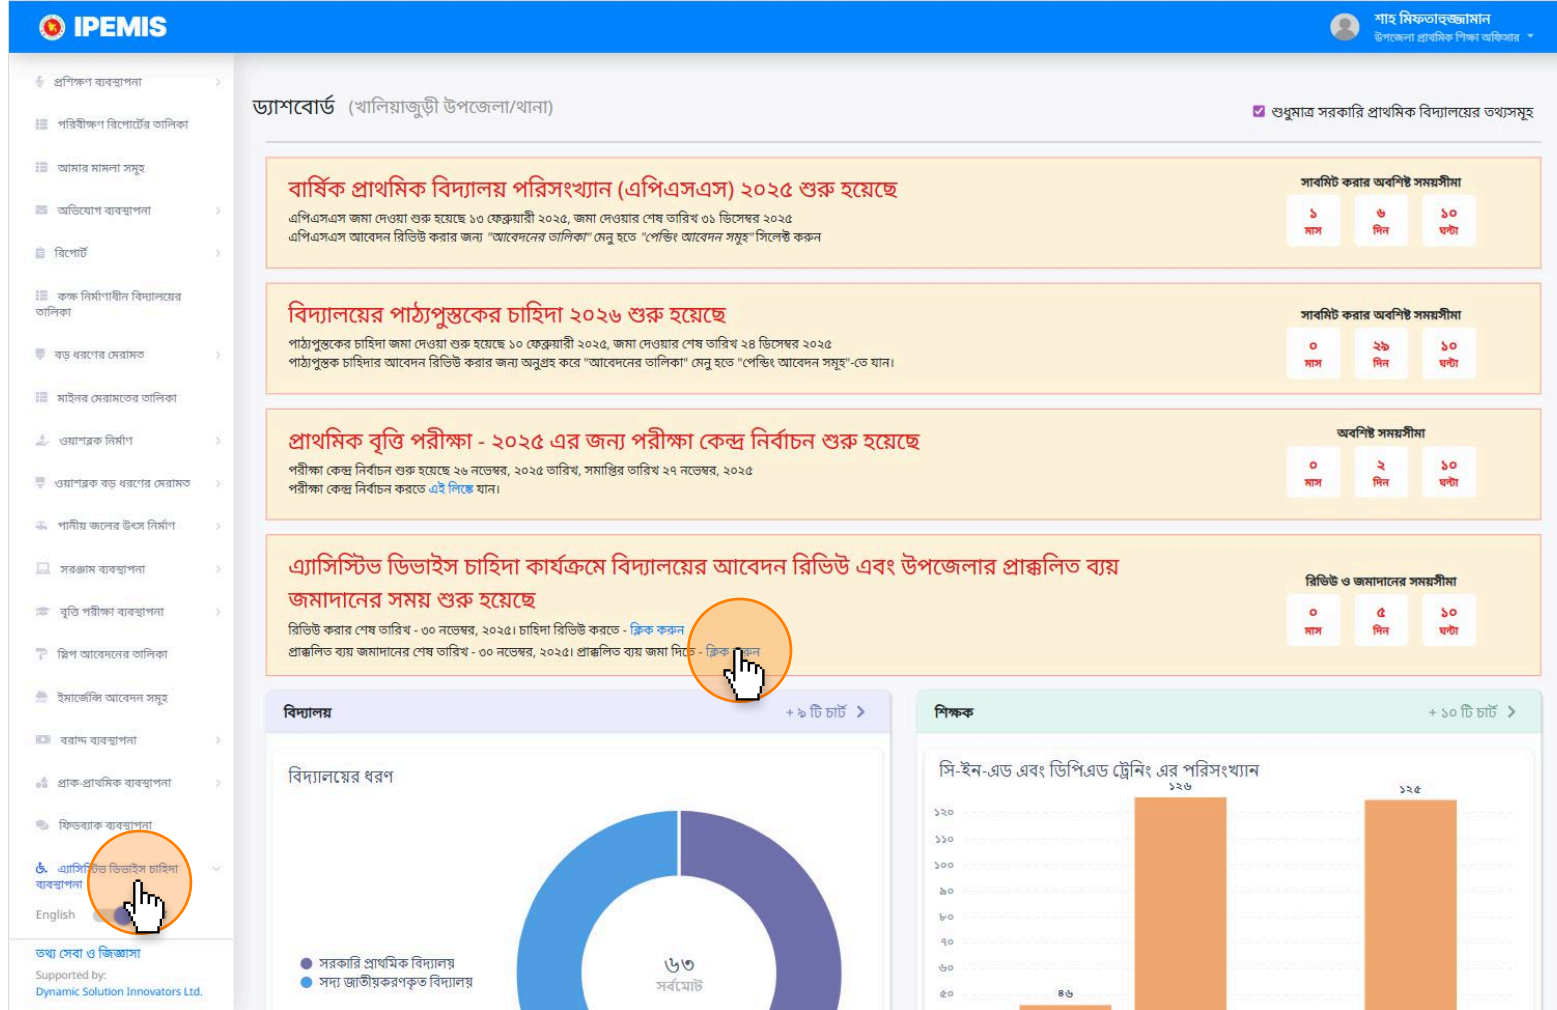 IPEMIS
শাহ মিফতাহুজ্জামান
উপজেলা প্রাথমিক শিক্ষা অফিসার
প্রশিক্ষণ ব্যবস্থাপনা
পরিবীক্ষণ রিপোর্টের তালিকা
আমার মামলা সমূহ
অভিযোগ ব্যবস্থাপনা
রিপোর্ট
কক্ষ নির্মাণাধীন বিদ্যালয়ের
তালিকা
বড় ধরণের মেরামত
মাইনর মেরামতের তালিকা
ওয়াশব্লক নির্মাণ
ওয়াশব্লক বড় ধরণের মেরামত
পানীয় জলের উৎস নির্মাণ
সরঞ্জাম ব্যবস্থাপনা
বৃত্তি পরীক্ষা ব্যবস্থাপনা
স্লিপ আবেদনের তালিকা
ইমার্জেন্সি আবেদন সমূহ
বরাদ্দ ব্যবস্থাপনা
প্রাক-প্রাথমিক ব্যবস্থাপনা
ফিডব্যাক ব্যবস্থাপনা
এ্যাসিস্টিভ ডিভাইস চাহিদা
ব্যবস্থাপনা
English
তথ্য সেবা ও জিজ্ঞাসা
Supported by:
Dynamic Solution Innovators Ltd.
ড্যাশবোর্ড (খালিয়াজুড়ী উপজেলা/থানা)
শুধুমাত্র সরকারি প্রাথমিক বিদ্যালয়ের তথ্যসমূহ
বার্ষিক প্রাথমিক বিদ্যালয় পরিসংখ্যান (এপিএসএস) ২০২৫ শুরু হয়েছে
এপিএসএস জমা দেওয়া শুরু হয়েছে ১৩ ফেব্রুয়ারী ২০২৫, জমা দেওয়ার শেষ তারিখ ৩১ ডিসেম্বর ২০২৫
এপিএসএস আবেদন রিভিউ করার জন্য "আবেদনের তালিকা" মেনু হতে "পেন্ডিং আবেদন সমূহ" সিলেক্ট করুন
সাবমিট করার অবশিষ্ট সময়সীমা
১ ৬ ১০
মাস দিন ঘন্টা
বিদ্যালয়ের পাঠ্যপুস্তকের চাহিদা ২০২৬ শুরু হয়েছে
পাঠ্যপুস্তকের চাহিদা জমা দেওয়া শুরু হয়েছে ১০ ফেব্রুয়ারী ২০২৫, জমা দেওয়ার শেষ তারিখ ২৪ ডিসেম্বর ২০২৫
পাঠ্যপুস্তক চাহিদার আবেদন রিভিউ করার জন্য অনুগ্রহ করে "আবেদনের তালিকা" মেনু হতে "পেন্ডিং আবেদন সমূহ"-তে যান।
সাবমিট করার অবশিষ্ট সময়সীমা
০ ২৯ ১০
মাস দিন ঘন্টা
প্রাথমিক বৃত্তি পরীক্ষা - ২০২৫ এর জন্য পরীক্ষা কেন্দ্র নির্বাচন শুরু হয়েছে
পরীক্ষা কেন্দ্র নির্বাচন শুরু হয়েছে ২৬ নভেম্বর, ২০২৫ তারিখ, সমাপ্তির তারিখ ২৭ নভেম্বর, ২০২৫
পরীক্ষা কেন্দ্র নির্বাচন করতে এই লিঙ্কে যান।
অবশিষ্ট সময়সীমা
০ ২ ১০
মাস দিন ঘন্টা
এ্যাসিস্টিভ ডিভাইস চাহিদা কার্যক্রমে বিদ্যালয়ের আবেদন রিভিউ এবং উপজেলার প্রাক্কলিত ব্যয়
জমাদানের সময় শুরু হয়েছে
রিভিউ করার শেষ তারিখ - ৩০ নভেম্বর, ২০২৫। চাহিদা রিভিউ করতে - ক্লিক করুন
প্রাক্কলিত ব্যয় জমাদানের শেষ তারিখ - ৩০ নভেম্বর, ২০২৫। প্রাক্কলিত ব্যয় জমা দিতে - ক্লিক করুন
রিভিউ ও জমাদানের সময়সীমা
০ ৫ ১০
মাস দিন ঘন্টা
বিদ্যালয়
+ ৯ টি চার্ট
বিদ্যালয়ের ধরণ
সরকারি প্রাথমিক বিদ্যালয়
সদ্য জাতীয়করণকৃত বিদ্যালয়
৬৩
সর্বমোট
শিক্ষক
+ ১০ টি চার্ট
সি-ইন-এড এবং ডিপিএড ট্রেনিং এর পরিসংখ্যান
১২৬
১২৫
১২০
১১০
১০০
৯০
৮০
৭০
৬০
৫০
৪৬